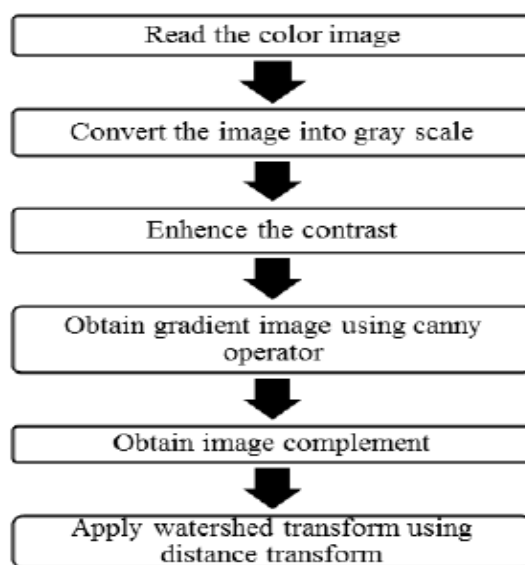 Read the color image
Convert the image into gray scale
Enhence the contrast
Obtain gradient image using canny
operator
Obtain image complement
Apply watershed transform using
distance transform